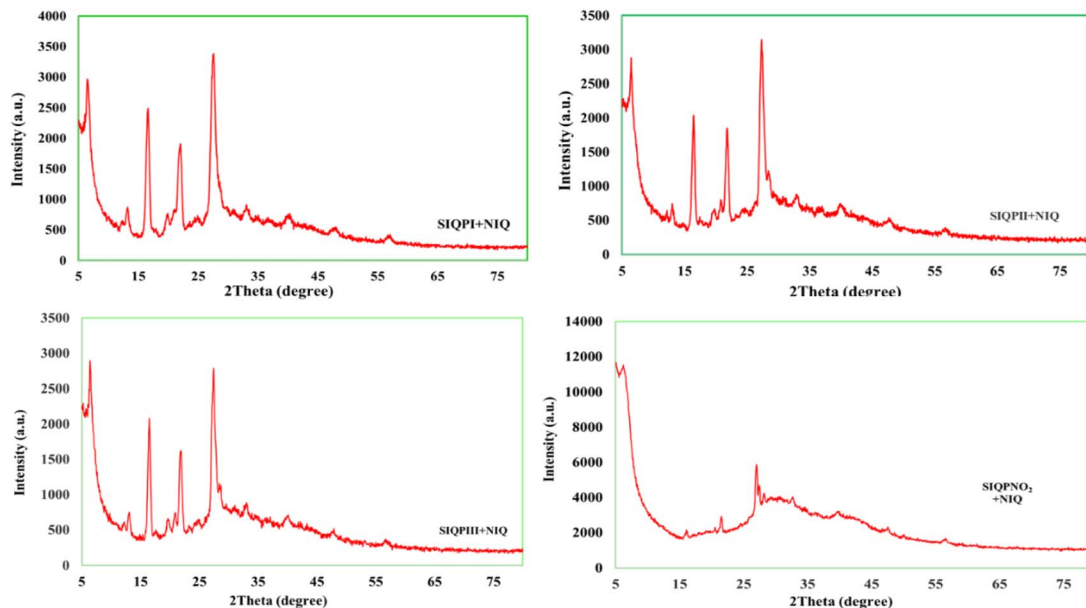 4000
3500
3000
2500
2000
1500
1000
500
0
Intensity (a.u.)
SIQPI+NIQ
5 15 25 35 45 55 65 75
2Theta (degree)
3500
3000
2500
2000
1500
1000
500
0
Intensity (a.u.)
SIQPII+NIQ
5 15 25 35 45 55 65 75
2Theta (degree)
3500
3000
2500
2000
1500
1000
500
0
Intensity (a.u.)
SIQPIII+NIQ
5 15 25 35 45 55 65 75
2Theta (degree)
14000
12000
10000
8000
6000
4000
2000
0
Intensity (a.u.)
SIQPNO₂
+NIQ
5 15 25 35 45 55 65 75
2Theta (degree)